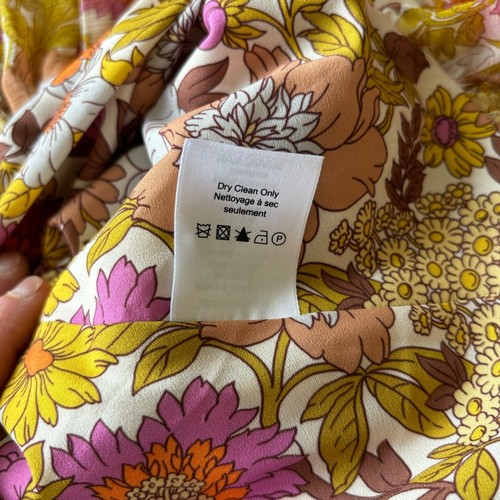 Dry Clean Only
Nettoyage à sec
seulement
P